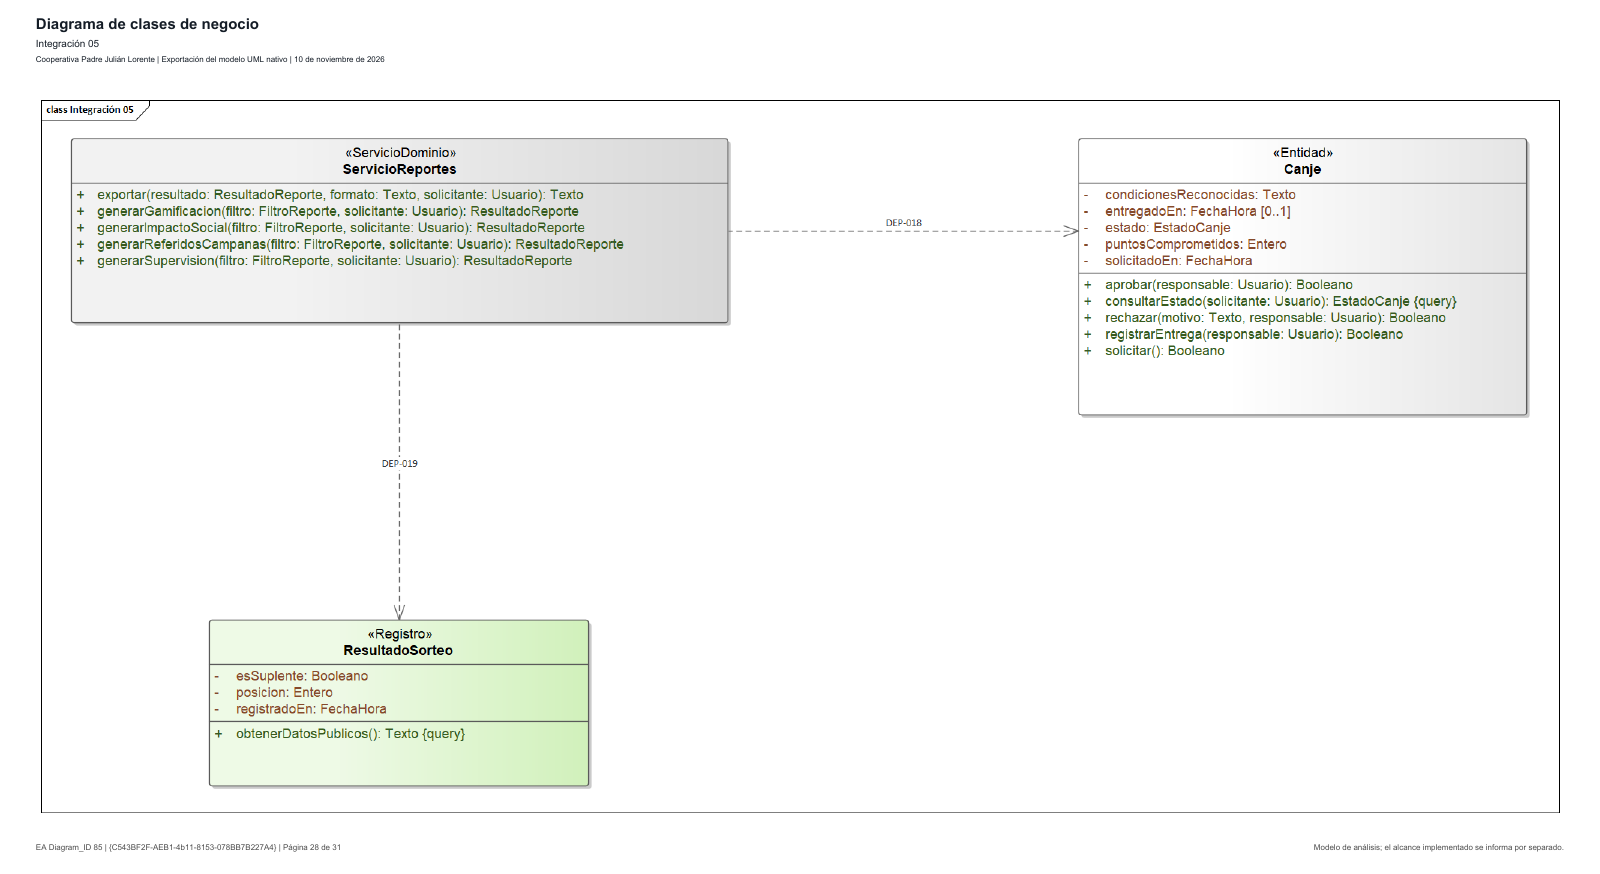 Diagrama de clases de negocio
Integración 05
Cooperativa Padre Julián Lorente | Exportación del modelo UML nativo | 10 de noviembre de 2026
class Integración 05
«ServicioDominio»
ServicioReportes
+ exportar(resultado: ResultadoReporte, formato: Texto, solicitante: Usuario): Texto
+ generarGamificacion(filtro: FiltroReporte, solicitante: Usuario): ResultadoReporte
+ generarImpactoSocial(filtro: FiltroReporte, solicitante: Usuario): ResultadoReporte
+ generarReferidosCampanas(filtro: FiltroReporte, solicitante: Usuario): ResultadoReporte
+ generarSupervision(filtro: FiltroReporte, solicitante: Usuario): ResultadoReporte
DEP-018
«Entidad»
Canje
- condicionesReconocidas: Texto
- entregadoEn: FechaHora [0..1]
- estado: EstadoCanje
- puntosComprometidos: Entero
- solicitadoEn: FechaHora
+ aprobar(responsable: Usuario): Booleano
+ consultarEstado(solicitante: Usuario): EstadoCanje {query}
+ rechazar(motivo: Texto, responsable: Usuario): Booleano
+ registrarEntrega(responsable: Usuario): Booleano
+ solicitar(): Booleano
DEP-019
«Registro»
ResultadoSorteo
- esSuplente: Booleano
- posicion: Entero
- registradoEn: FechaHora
+ obtenerDatosPublicos(): Texto {query}
EA Diagram_ID 85 | {C543BF2F-AEB1-4b11-8153-078BB7B227A4} | Página 28 de 31
Modelo de análisis; el alcance implementado se informa por separado.